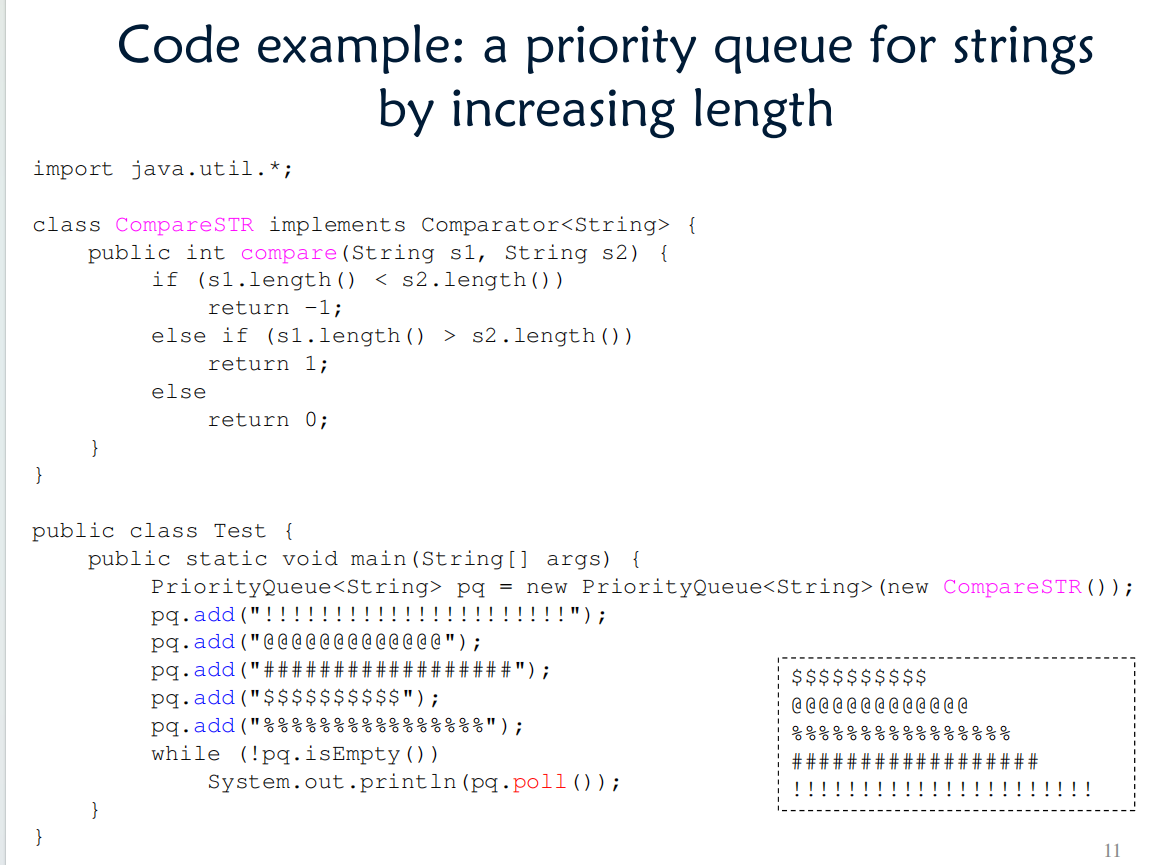 Code example: a priority queue for strings
by increasing length
import java.util.*;
class CompareSTR implements Comparator<String> {
public int compare(String s1, String s2) {
if (s1.length() < s2.length())
return –1;
else if (s1.length() > s2.length())
return 1;
else
return 0;
}
}
public class Test {
public static void main(String[] args) {
PriorityQueue<String> pq = new PriorityQueue<String>(new CompareSTR());
pq.add("!!!!!!!!!!!!!!!!!!!!!!");
pq.add("@@@@@@@@@@@@@");
pq.add("##################");
pq.add("$$$$$$$$$$");
pq.add("%%%%%%%%%%%%%%%%");
while (!pq.isEmpty())
System.out.println(pq.poll());
}
}
$$$$$$$$$$
@@@@@@@@@@@@@
%%%%%%%%%%%%%%%%
##################
!!!!!!!!!!!!!!!!!!!!!!
11